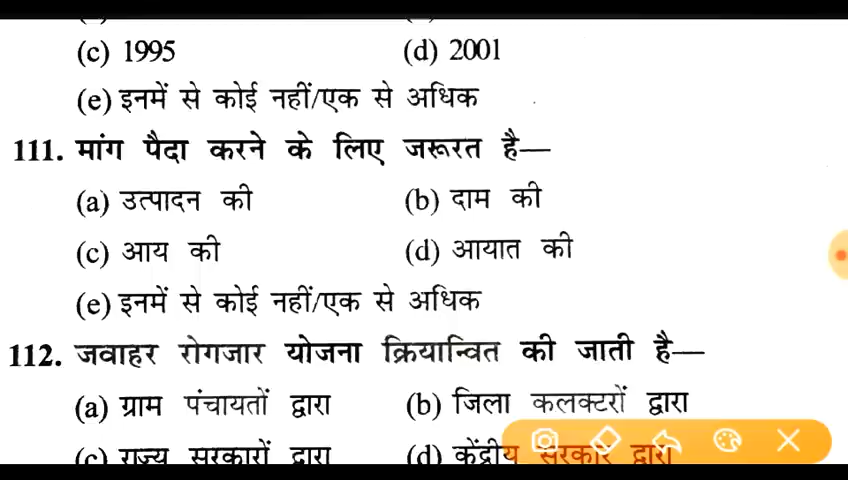 (c) 1995 (d) 2001
(e) इनमें से कोई नहीं/एक से अधिक
111. मांग पैदा करने के लिए जरूरत है—
(a) उत्पादन की (b) दाम की
(c) आय की (d) आयात की
(e) इनमें से कोई नहीं/एक से अधिक
112. जवाहर रोगजार योजना क्रियान्वित की जाती है—
(a) ग्राम पंचायतों द्वारा (b) जिला कलक्टरों द्वारा
(c) राज्य सरकारों द्वारा (d) केंद्रीय सरकार द्वारा